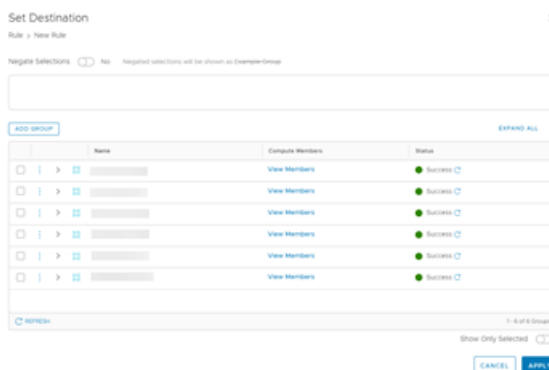 Set Destination
Rule > New Rule
Negate Selections No Negated selections will be shown as Example Group
ADD GROUP EXPAND ALL
Name Compute Members Status
View Members Success
View Members Success
View Members Success
View Members Success
View Members Success
View Members Success
REFRESH 1 - 6 of 6 Groups
Show Only Selected
CANCEL APPLY